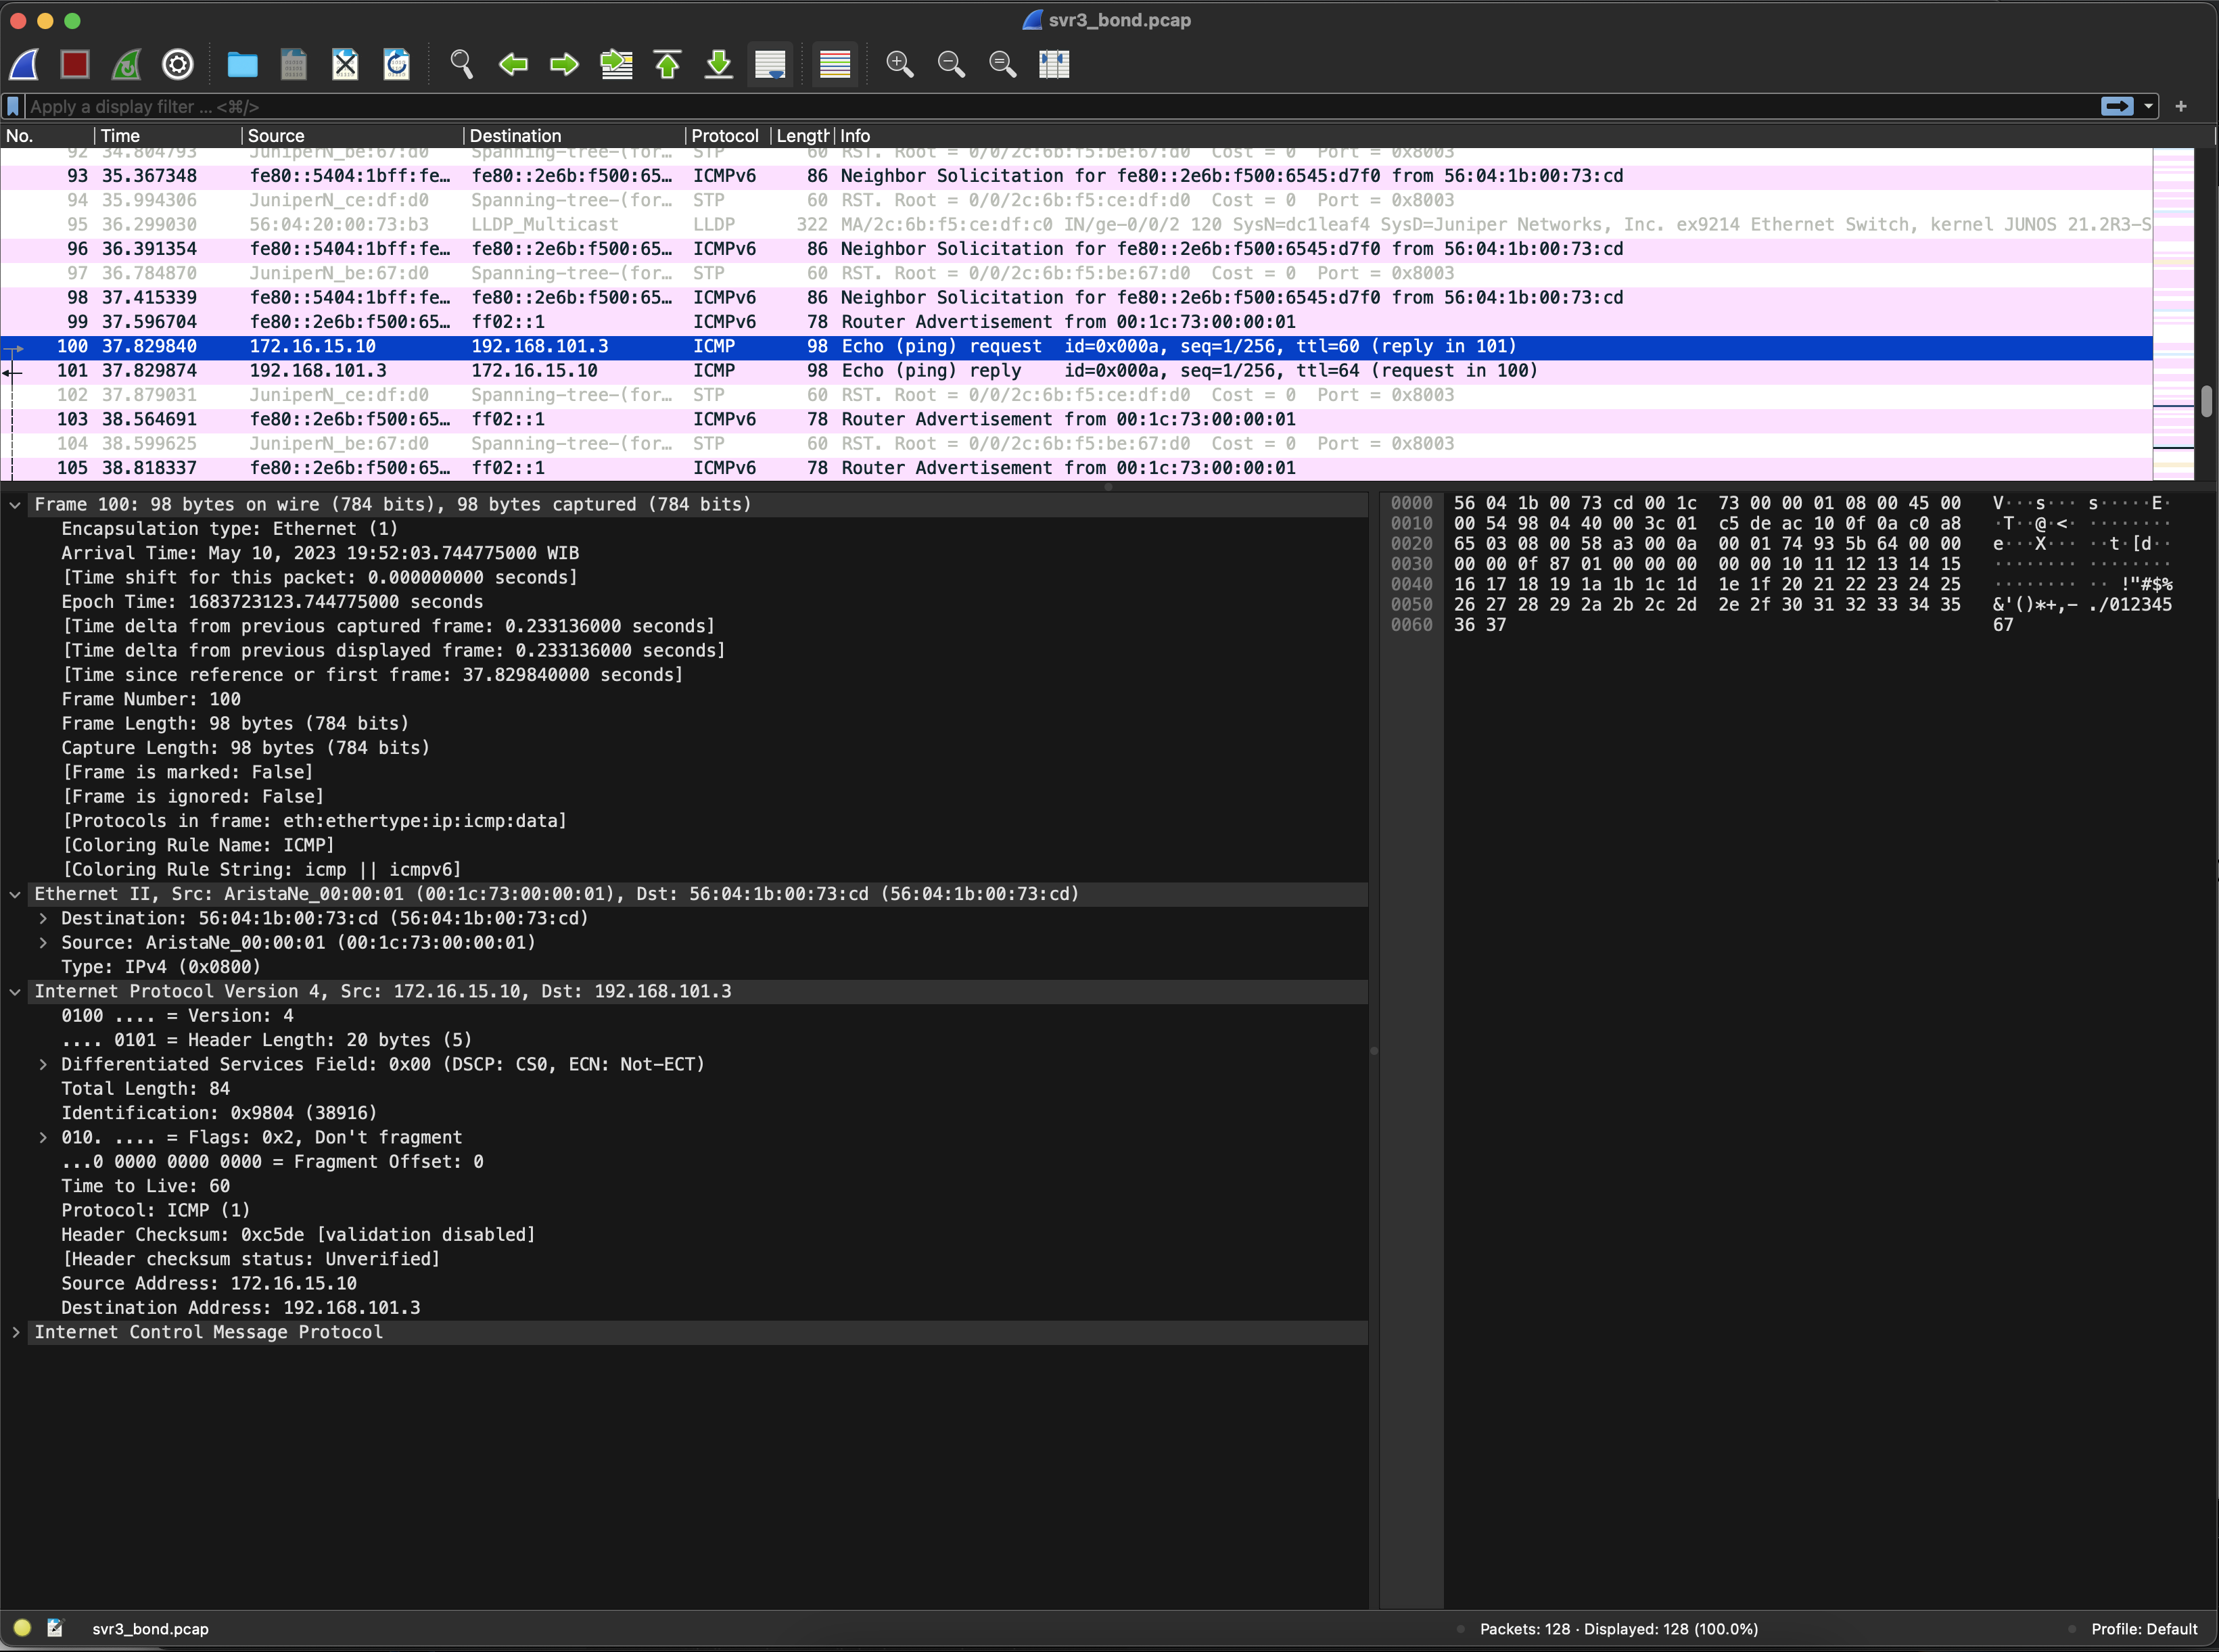 svr3_bond.pcap
Apply a display filter ... <⌘/>
No. Time Source Destination Protocol Length Info
92 34.804793 JuniperN_be:67:d0 Spanning-tree-(for… STP 60 RST. Root = 0/0/2c:6b:f5:be:67:d0 Cost = 0 Port = 0x8003
93 35.367348 fe80::5404:1bff:fe… fe80::2e6b:f500:65… ICMPv6 86 Neighbor Solicitation for fe80::2e6b:f500:6545:d7f0 from 56:04:1b:00:73:cd
94 35.994306 JuniperN_ce:df:d0 Spanning-tree-(for… STP 60 RST. Root = 0/0/2c:6b:f5:ce:df:d0 Cost = 0 Port = 0x8003
95 36.299030 56:04:20:00:73:b3 LLDP_Multicast LLDP 322 MA/2c:6b:f5:ce:df:c0 IN/ge-0/0/2 120 SysN=dc1leaf4 SysD=Juniper Networks, Inc. ex9214 Ethernet Switch, kernel JUNOS 21.2R3-S
96 36.391354 fe80::5404:1bff:fe… fe80::2e6b:f500:65… ICMPv6 86 Neighbor Solicitation for fe80::2e6b:f500:6545:d7f0 from 56:04:1b:00:73:cd
97 36.784870 JuniperN_be:67:d0 Spanning-tree-(for… STP 60 RST. Root = 0/0/2c:6b:f5:be:67:d0 Cost = 0 Port = 0x8003
98 37.415339 fe80::5404:1bff:fe… fe80::2e6b:f500:65… ICMPv6 86 Neighbor Solicitation for fe80::2e6b:f500:6545:d7f0 from 56:04:1b:00:73:cd
99 37.596704 fe80::2e6b:f500:65… ff02::1 ICMPv6 78 Router Advertisement from 00:1c:73:00:00:01
100 37.829840 172.16.15.10 192.168.101.3 ICMP 98 Echo (ping) request id=0x000a, seq=1/256, ttl=60 (reply in 101)
101 37.829874 192.168.101.3 172.16.15.10 ICMP 98 Echo (ping) reply id=0x000a, seq=1/256, ttl=64 (request in 100)
102 37.879031 JuniperN_ce:df:d0 Spanning-tree-(for… STP 60 RST. Root = 0/0/2c:6b:f5:ce:df:d0 Cost = 0 Port = 0x8003
103 38.564691 fe80::2e6b:f500:65… ff02::1 ICMPv6 78 Router Advertisement from 00:1c:73:00:00:01
104 38.599625 JuniperN_be:67:d0 Spanning-tree-(for… STP 60 RST. Root = 0/0/2c:6b:f5:be:67:d0 Cost = 0 Port = 0x8003
105 38.818337 fe80::2e6b:f500:65… ff02::1 ICMPv6 78 Router Advertisement from 00:1c:73:00:00:01
Frame 100: 98 bytes on wire (784 bits), 98 bytes captured (784 bits)
Encapsulation type: Ethernet (1)
Arrival Time: May 10, 2023 19:52:03.744775000 WIB
[Time shift for this packet: 0.000000000 seconds]
Epoch Time: 1683723123.744775000 seconds
[Time delta from previous captured frame: 0.233136000 seconds]
[Time delta from previous displayed frame: 0.233136000 seconds]
[Time since reference or first frame: 37.829840000 seconds]
Frame Number: 100
Frame Length: 98 bytes (784 bits)
Capture Length: 98 bytes (784 bits)
[Frame is marked: False]
[Frame is ignored: False]
[Protocols in frame: eth:ethertype:ip:icmp:data]
[Coloring Rule Name: ICMP]
[Coloring Rule String: icmp || icmpv6]
Ethernet II, Src: AristaNe_00:00:01 (00:1c:73:00:00:01), Dst: 56:04:1b:00:73:cd (56:04:1b:00:73:cd)
Destination: 56:04:1b:00:73:cd (56:04:1b:00:73:cd)
Source: AristaNe_00:00:01 (00:1c:73:00:00:01)
Type: IPv4 (0x0800)
Internet Protocol Version 4, Src: 172.16.15.10, Dst: 192.168.101.3
0100 .... = Version: 4
.... 0101 = Header Length: 20 bytes (5)
Differentiated Services Field: 0x00 (DSCP: CS0, ECN: Not-ECT)
Total Length: 84
Identification: 0x9804 (38916)
010. .... = Flags: 0x2, Don't fragment
...0 0000 0000 0000 = Fragment Offset: 0
Time to Live: 60
Protocol: ICMP (1)
Header Checksum: 0xc5de [validation disabled]
[Header checksum status: Unverified]
Source Address: 172.16.15.10
Destination Address: 192.168.101.3
Internet Control Message Protocol
0000 56 04 1b 00 73 cd 00 1c 73 00 00 01 08 00 45 00 V···s··· s·····E·
0010 00 54 98 04 40 00 3c 01 c5 de ac 10 0f 0a c0 a8 ·T··@·<· ········
0020 65 03 08 00 58 a3 00 0a 00 01 74 93 5b 64 00 00 e···X··· ··t·[d··
0030 00 00 0f 87 01 00 00 00 00 00 10 11 12 13 14 15 ········ ········
0040 16 17 18 19 1a 1b 1c 1d 1e 1f 20 21 22 23 24 25 ········ ·· !"#$%
0050 26 27 28 29 2a 2b 2c 2d 2e 2f 30 31 32 33 34 35 &'()*+,- ./012345
0060 36 37 67
svr3_bond.pcap
Packets: 128 · Displayed: 128 (100.0%)
Profile: Default